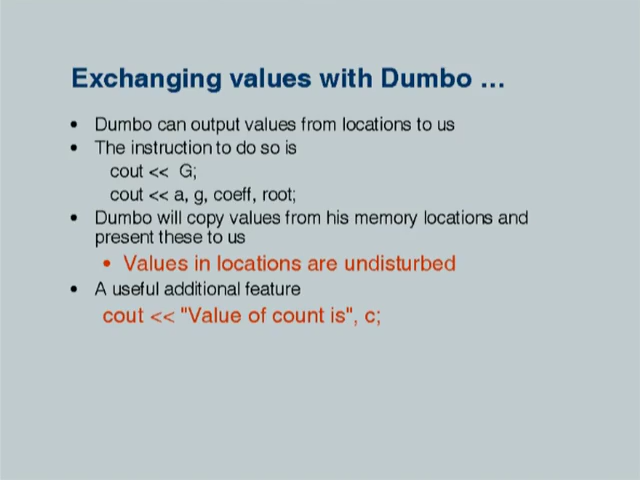 Exchanging values with Dumbo ...
• Dumbo can output values from locations to us
• The instruction to do so is
cout << G;
cout << a, g, coeff, root;
• Dumbo will copy values from his memory locations and
present these to us
• Values in locations are undisturbed
• A useful additional feature
cout << "Value of count is", c;